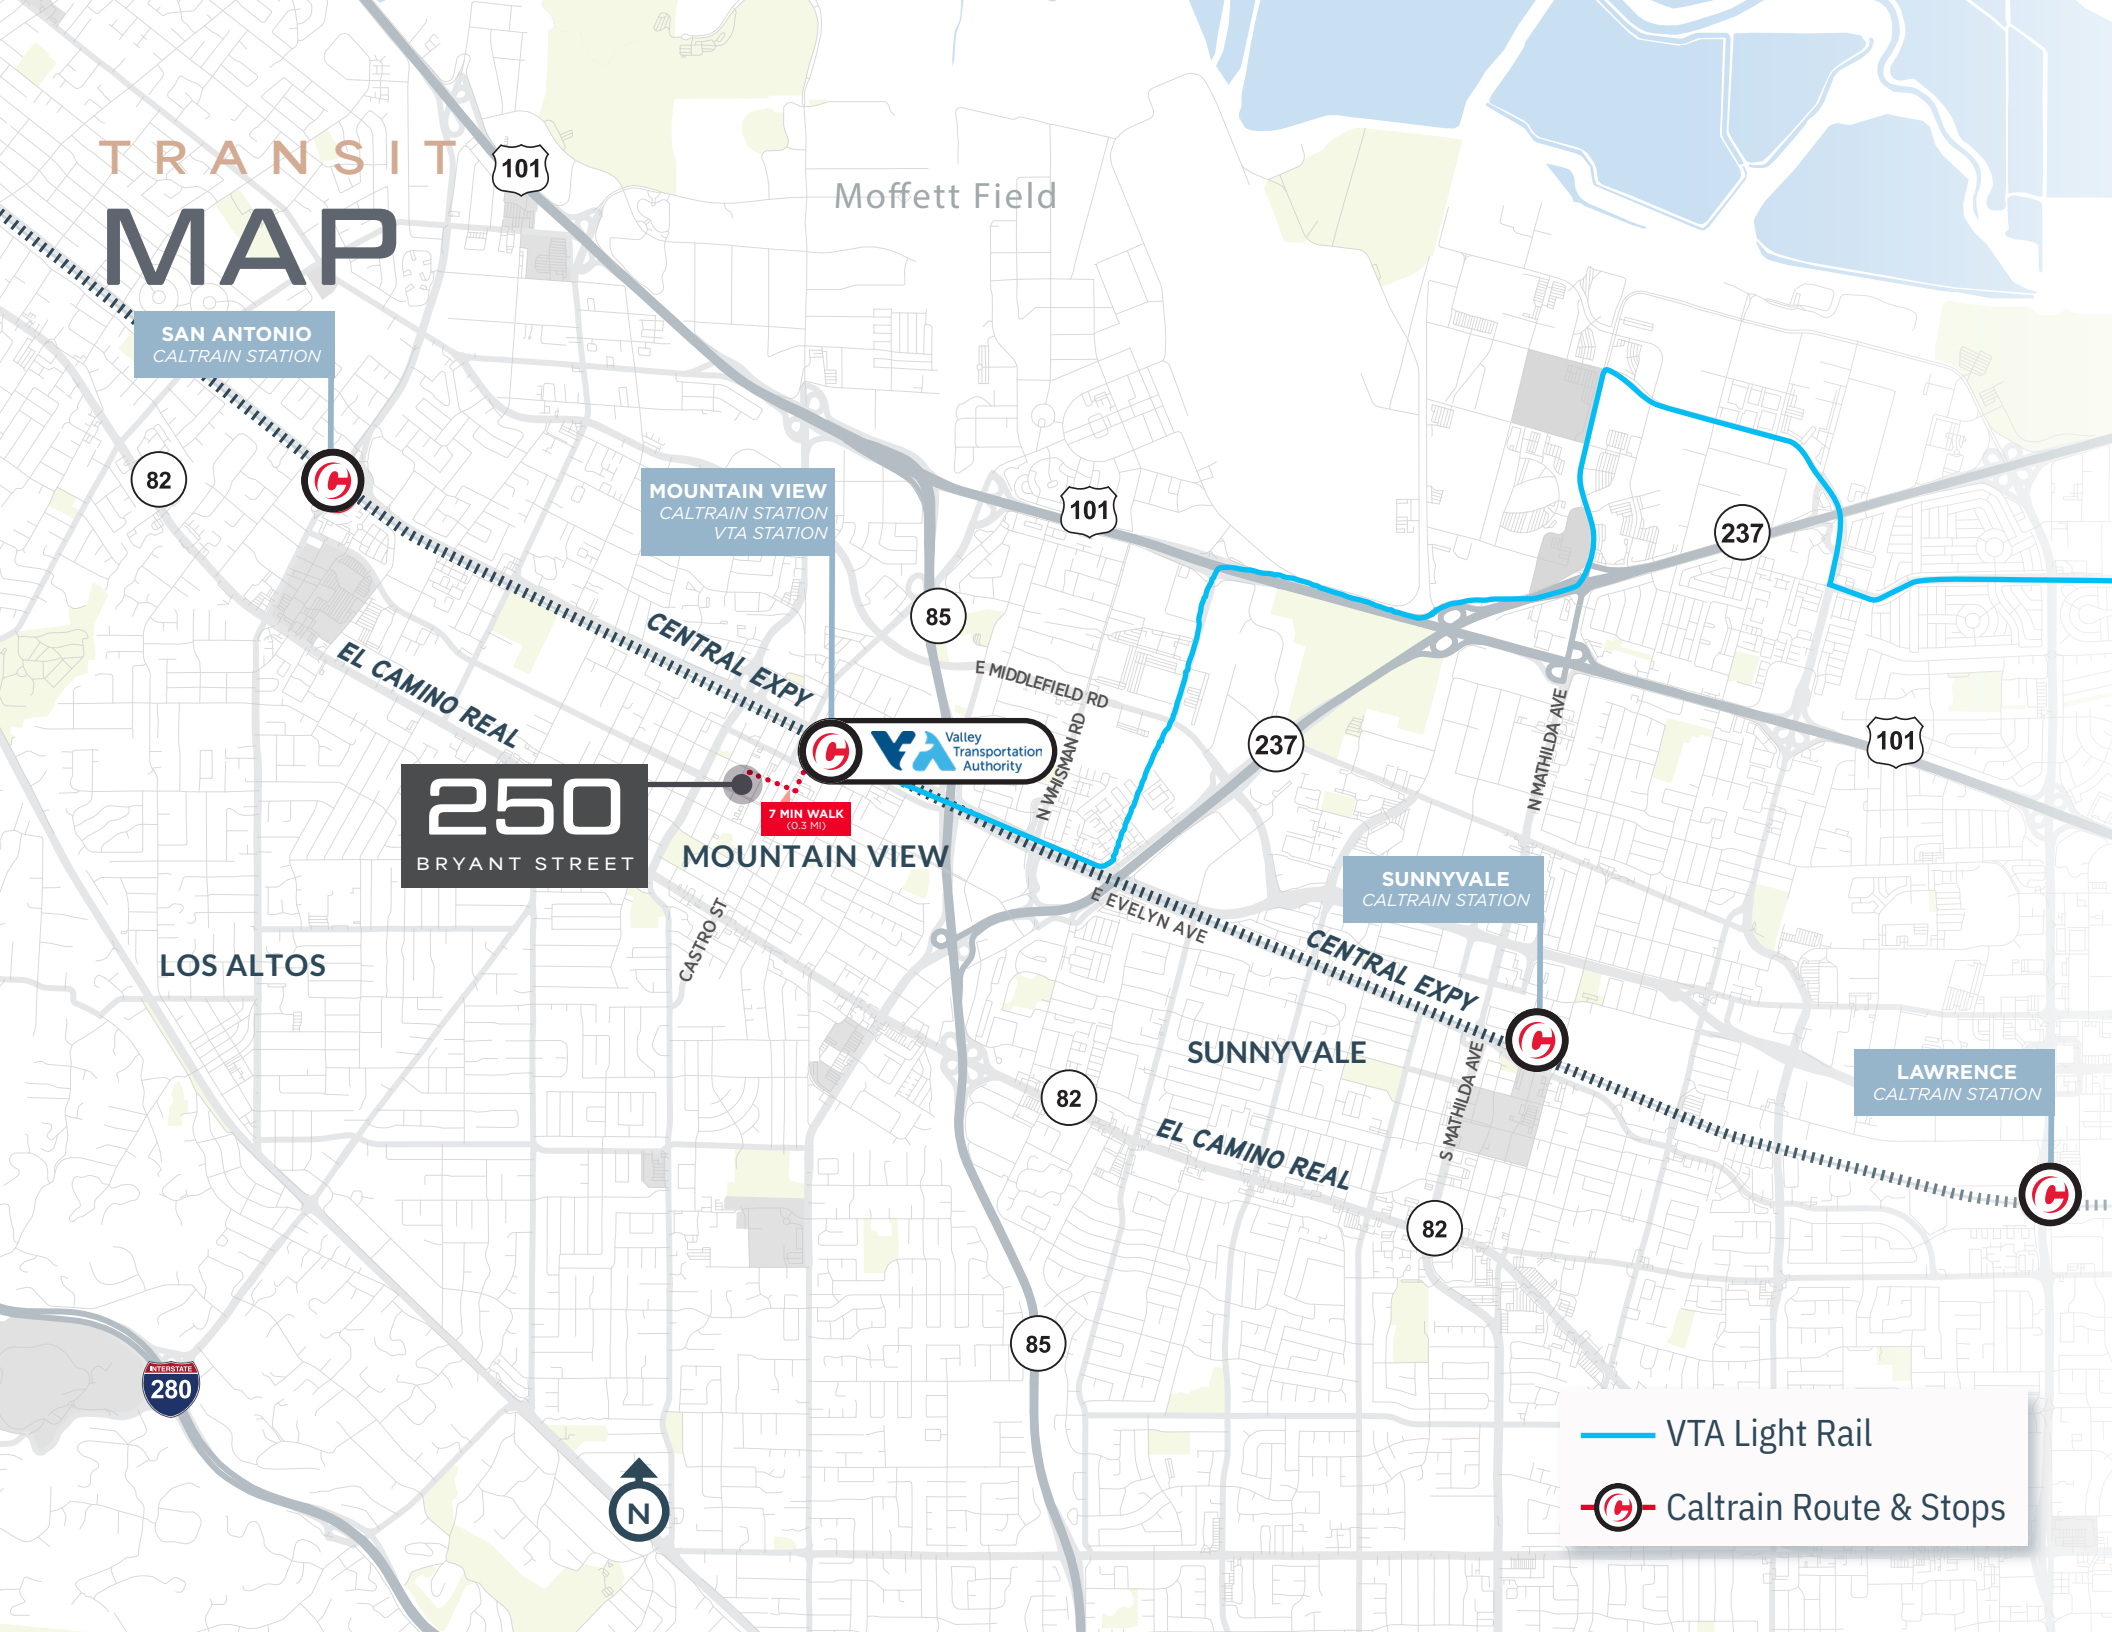 TRANSIT
MAP
101
Moffett Field
SAN ANTONIO
CALTRAIN STATION
82
MOUNTAIN VIEW
CALTRAIN STATION
VTA STATION
101
237
85
CENTRAL EXPY
EL CAMINO REAL
E MIDDLEFIELD RD
N WHISMAN RD
N MATHILDA AVE
237
101
Valley
Transportation
Authority
250
BRYANT STREET
7 MIN WALK
(0.3 MI)
MOUNTAIN VIEW
SUNNYVALE
CALTRAIN STATION
E EVELYN AVE
CASTRO ST
LOS ALTOS
CENTRAL EXPY
SUNNYVALE
S MATHILDA AVE
LAWRENCE
CALTRAIN STATION
82
EL CAMINO REAL
82
85
INTERSTATE
280
N
VTA Light Rail
Caltrain Route & Stops